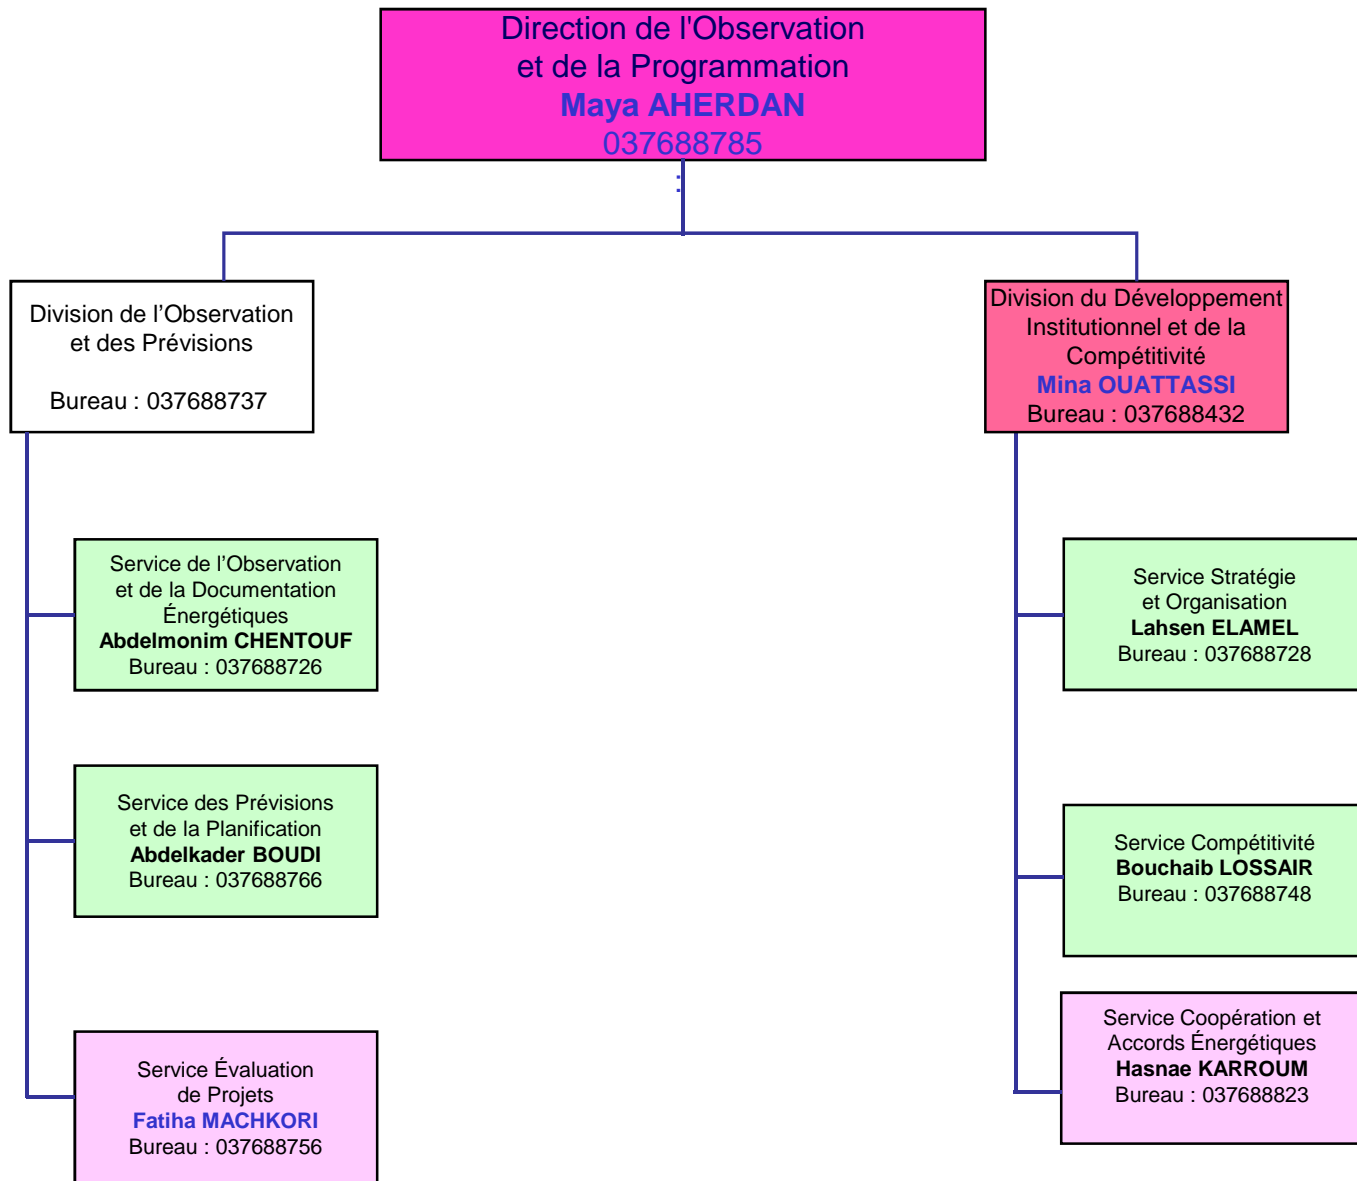 Direction de l'Observation
et de la Programmation
Maya AHERDAN
037688785
:
Division de l’Observation
et des Prévisions
Bureau : 037688737
Division du Développement
Institutionnel et de la
Compétitivité
Mina OUATTASSI
Bureau : 037688432
Service de l’Observation
et de la Documentation
Énergétiques
Abdelmonim CHENTOUF
Bureau : 037688726
Service des Prévisions
et de la Planification
Abdelkader BOUDI
Bureau : 037688766
Service Évaluation
de Projets
Fatiha MACHKORI
Bureau : 037688756
Service Stratégie
et Organisation
Lahsen ELAMEL
Bureau : 037688728
Service Compétitivité
Bouchaib LOSSAIR
Bureau : 037688748
Service Coopération et
Accords Énergétiques
Hasnae KARROUM
Bureau : 037688823